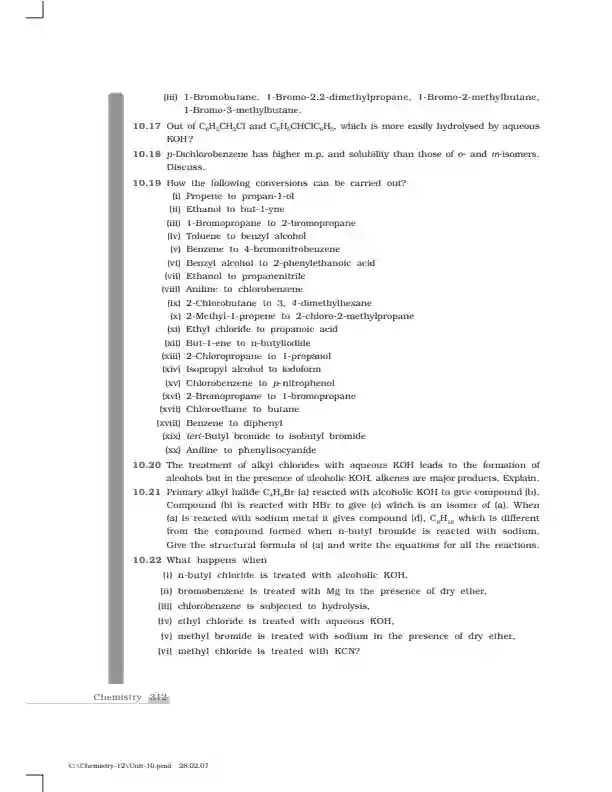 (iii) 1-Bromobutane, 1-Bromo-2,2-dimethylpropane, 1-Bromo-2-methylbutane,
1-Bromo-3-methylbutane.
10.17 Out of C₆H₅CH₂Cl and C₆H₅CHClC₆H₅, which is more easily hydrolysed by aqueous
KOH?
10.18 p-Dichlorobenzene has higher m.p. and solubility than those of o- and m-isomers.
Discuss.
10.19 How the following conversions can be carried out?
(i) Propene to propan-1-ol
(ii) Ethanol to but-1-yne
(iii) 1-Bromopropane to 2-bromopropane
(iv) Toluene to benzyl alcohol
(v) Benzene to 4-bromonitrobenzene
(vi) Benzyl alcohol to 2-phenylethanoic acid
(vii) Ethanol to propanenitrile
(viii) Aniline to chlorobenzene
(ix) 2-Chlorobutane to 3, 4-dimethylhexane
(x) 2-Methyl-1-propene to 2-chloro-2-methylpropane
(xi) Ethyl chloride to propanoic acid
(xii) But-1-ene to n-butyliodide
(xiii) 2-Chloropropane to 1-propanol
(xiv) Isopropyl alcohol to iodoform
(xv) Chlorobenzene to p-nitrophenol
(xvi) 2-Bromopropane to 1-bromopropane
(xvii) Chloroethane to butane
(xviii) Benzene to diphenyl
(xix) tert-Butyl bromide to isobutyl bromide
(xx) Aniline to phenylisocyanide
10.20 The treatment of alkyl chlorides with aqueous KOH leads to the formation of
alcohols but in the presence of alcoholic KOH, alkenes are major products. Explain.
10.21 Primary alkyl halide C₄H₉Br (a) reacted with alcoholic KOH to give compound (b).
Compound (b) is reacted with HBr to give (c) which is an isomer of (a). When
(a) is reacted with sodium metal it gives compound (d), C₈H₁₈ which is different
from the compound formed when n-butyl bromide is reacted with sodium.
Give the structural formula of (a) and write the equations for all the reactions.
10.22 What happens when
(i) n-butyl chloride is treated with alcoholic KOH,
(ii) bromobenzene is treated with Mg in the presence of dry ether,
(iii) chlorobenzene is subjected to hydrolysis,
(iv) ethyl chloride is treated with aqueous KOH,
(v) methyl bromide is treated with sodium in the presence of dry ether,
(vi) methyl chloride is treated with KCN?
Chemistry 312
C:\Chemistry-12\Unit-10.pmd 28.02.07